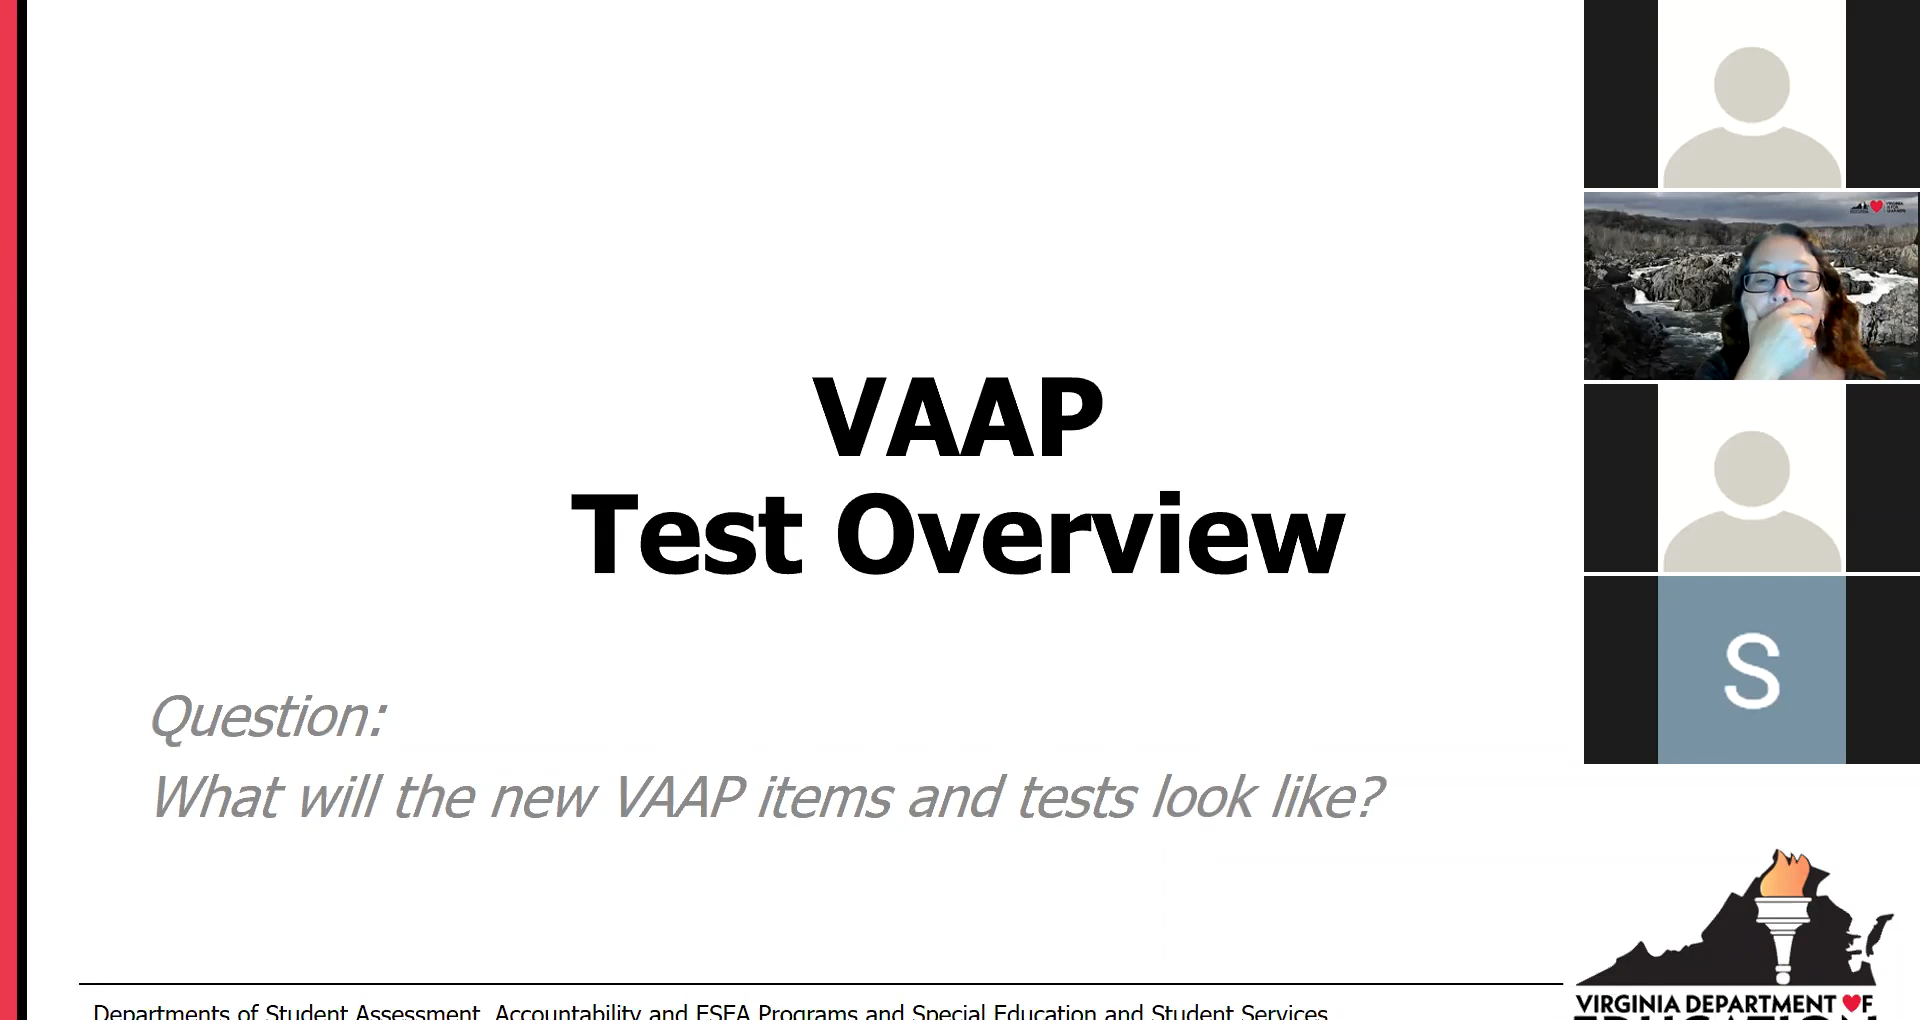 VAAP
Test Overview
Question:
What will the new VAAP items and tests look like?
S
Departments of Student Assessment, Accountability and ESEA Programs and Special Education and Student Services
VIRGINIA DEPARTMENT OF
EDUCATION